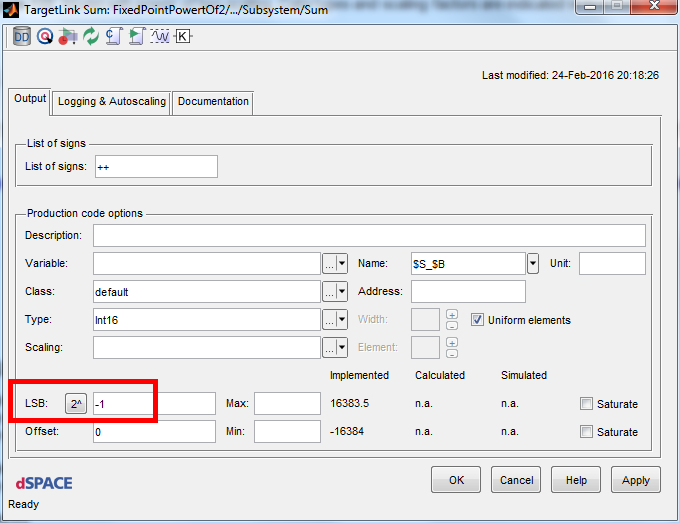 TargetLink Sum: FixedPointPowertOf2/.../Subsystem/Sum
DD
Last modified: 24-Feb-2016 20:18:26
Output Logging & Autoscaling Documentation
List of signs
List of signs: ++
Production code options
Description:
Variable: ... Name: $S_$B Unit:
Class: default ... Address:
Type: Int16 ... Width: + - Uniform elements
Scaling: ... Element: + -
Implemented Calculated Simulated
LSB: 2^ -1 Max: 16383.5 n.a. n.a. Saturate
Offset: 0 Min: -16384 n.a. n.a. Saturate
dSPACE OK Cancel Help Apply
Ready